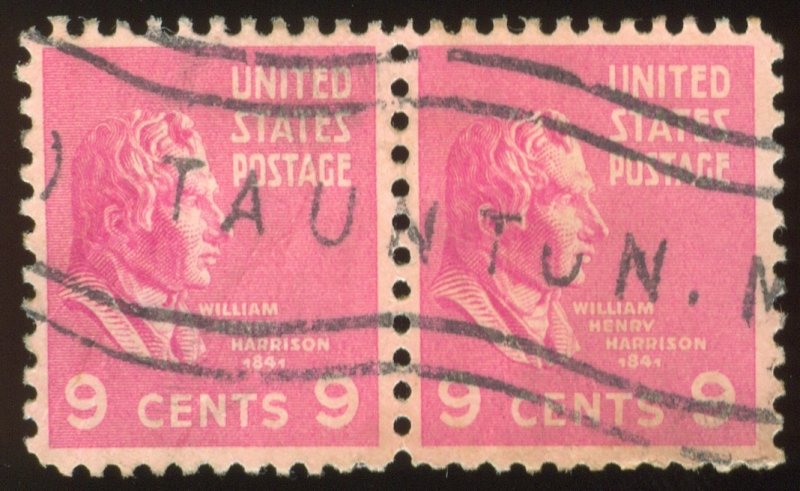 UNITED
STATES
POSTAGE
WILLIAM
HARRISON
1841
9 CENTS 9
UNITED
STATES
POSTAGE
WILLIAM
HENRY
HARRISON
1841
9 CENTS 9
TAUNTON. M